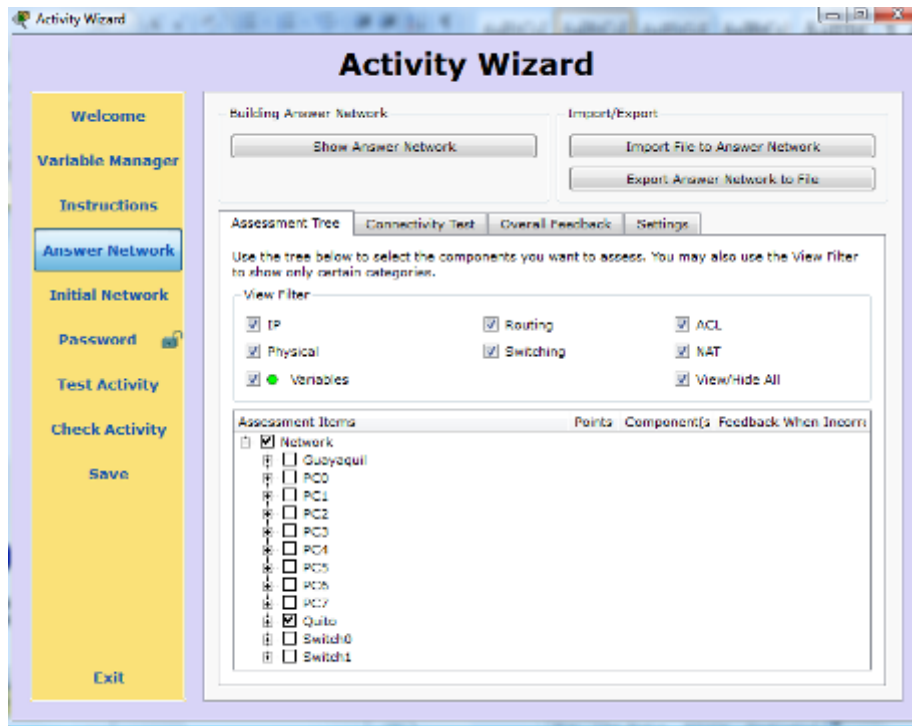 Activity Wizard
Activity Wizard
Welcome
Variable Manager
Instructions
Answer Network
Initial Network
Password
Test Activity
Check Activity
Save
Exit
Building Answer Network
Show Answer Network
Import/Export
Import File to Answer Network
Export Answer Network to File
Assessment Tree Connectivity Test Overall Feedback Settings
Use the tree below to select the components you want to assess. You may also use the View Filter
to show only certain categories.
View Filter
IP Routing ACL
Physical Switching NAT
Variables View/Hide All
Assessment Items Points Component(s Feedback When Incorre
Network
Guayaquil
PC0
PC1
PC2
PC3
PC4
PC5
PC6
PC7
Quito
Switch0
Switch1